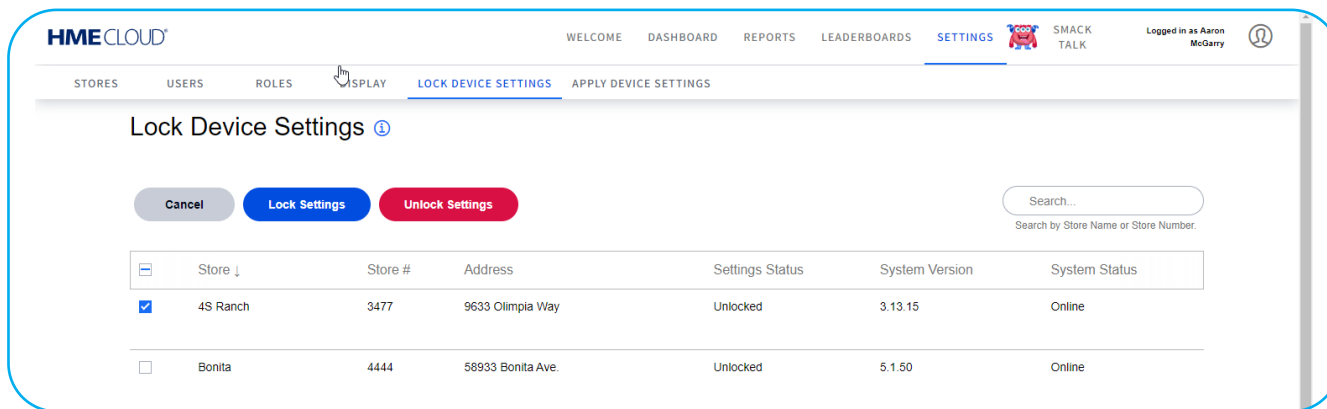 HME CLOUD®
WELCOME DASHBOARD REPORTS LEADERBOARDS SETTINGS SMACK TALK Logged in as Aaron McGarry
STORES USERS ROLES DISPLAY LOCK DEVICE SETTINGS APPLY DEVICE SETTINGS
Lock Device Settings
Cancel Lock Settings Unlock Settings Search...
Search by Store Name or Store Number.
Store ↓ Store # Address Settings Status System Version System Status
4S Ranch 3477 9633 Olimpia Way Unlocked 3.13.15 Online
Bonita 4444 58933 Bonita Ave. Unlocked 5.1.50 Online